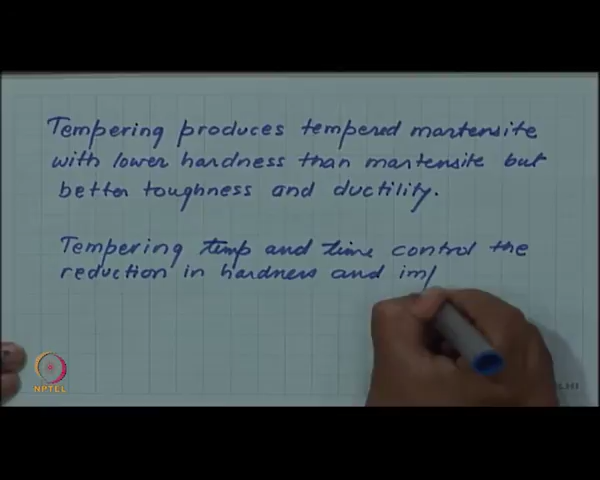 Tempering produces tempered martensite
with lower hardness than martensite but
better toughness and ductility.
Tempering temp and time control the
reduction in hardness and imp
NPTEL